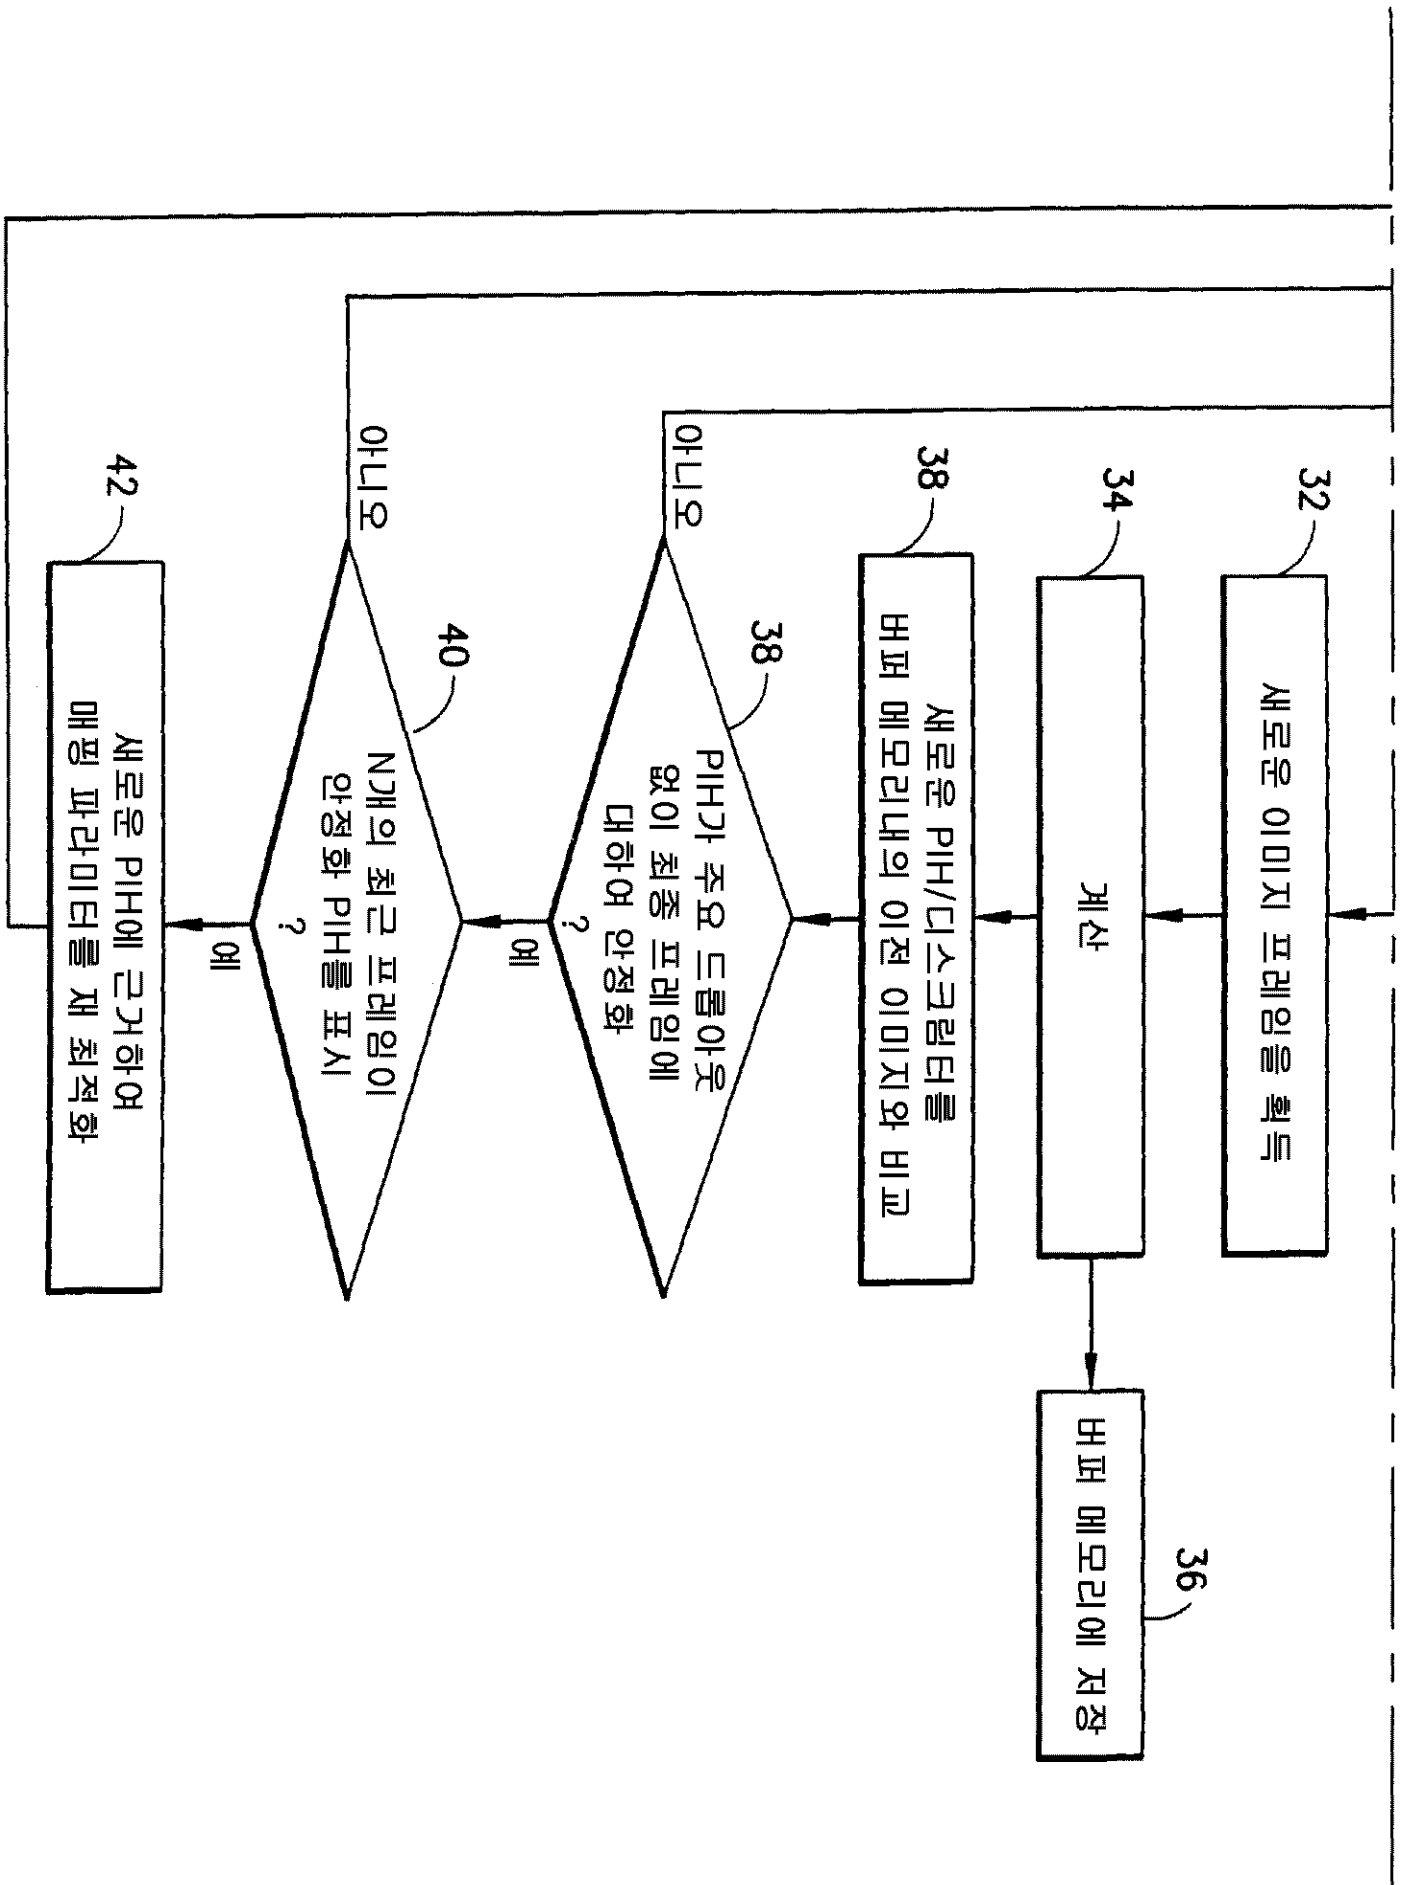 32
새로운 이미지 프레임을 획득
34
계산
36
버퍼 메모리에 저장
38
새로운 PIH/디스크립터를
버퍼 메모리내의 이전 이미지와 비교
38
PIH가 주요 드롭아웃
없이 최종 프레임에
대하여 안정화
?
아니요
예
40
N개의 최근 프레임이
안정화 PIH를 표시
?
아니요
예
42
새로운 PIH에 근거하여
매핑 파라미터를 재 최적화